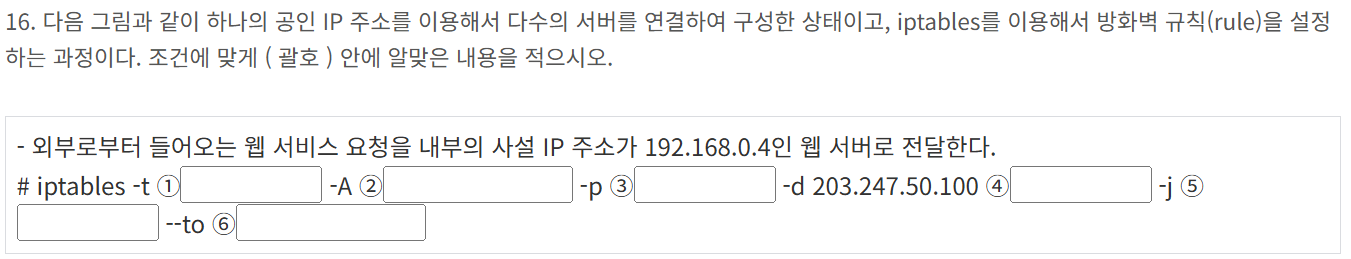 16. 다음 그림과 같이 하나의 공인 IP 주소를 이용해서 다수의 서버를 연결하여 구성한 상태이고, iptables를 이용해서 방화벽 규칙(rule)을 설정
하는 과정이다. 조건에 맞게 ( 괄호 ) 안에 알맞은 내용을 적으시오.
- 외부로부터 들어오는 웹 서비스 요청을 내부의 사설 IP 주소가 192.168.0.4인 웹 서버로 전달한다.
# iptables -t ① -A ② -p ③ -d 203.247.50.100 ④ -j ⑤
--to ⑥